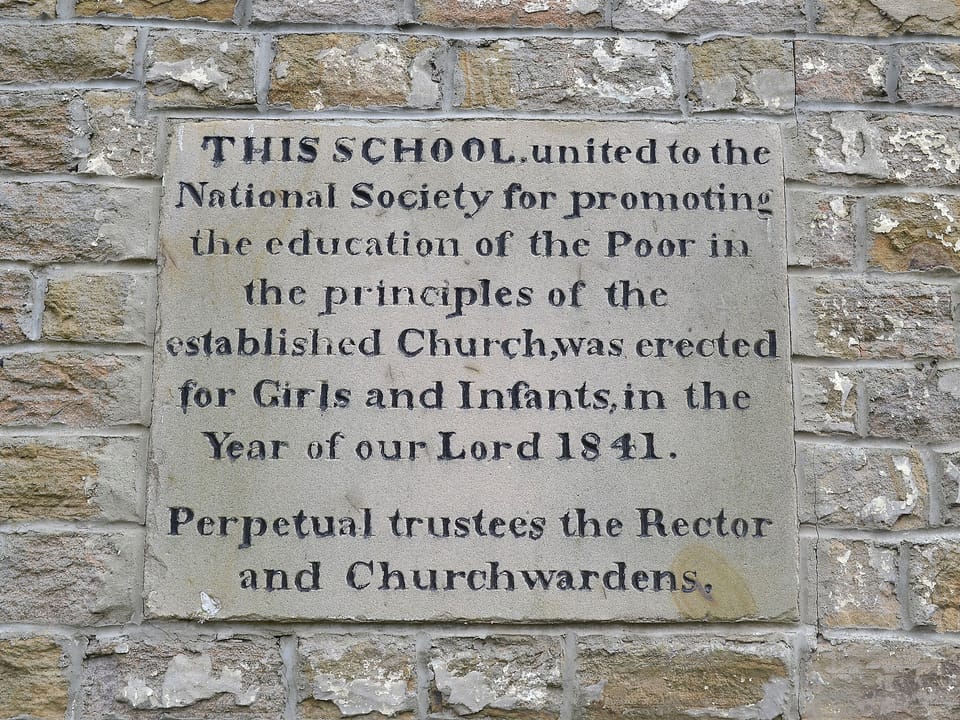 THIS SCHOOL.united to the
National Society for promoting
the education of the Poor in
the principles of the
established Church,was erected
for Girls and Infants,in the
Year of our Lord 1841.
Perpetual trustees the Rector
and Churchwardens.